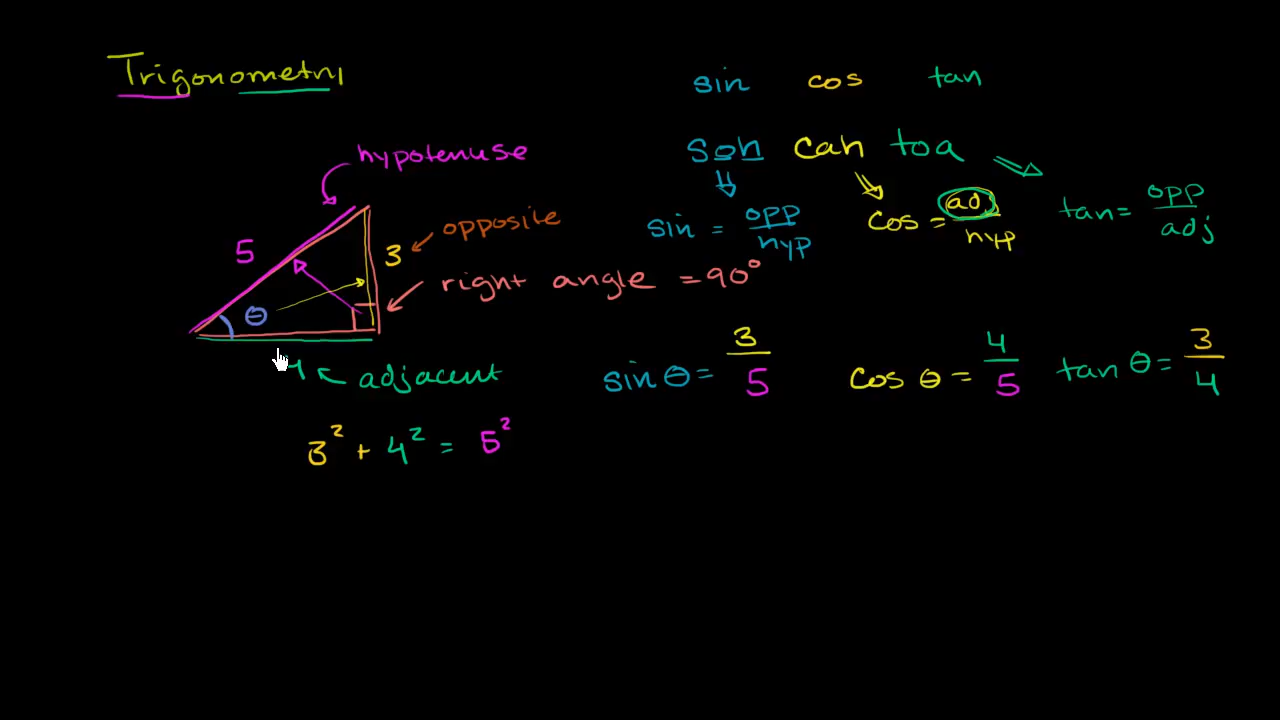 Trigonometry
sin cos tan
hypotenuse
soh cah toa
sin = opp/hyp
cos = adj/hyp
tan = opp/adj
5
3
opposite
θ
right angle = 90°
4
adjacent
sin θ = 3/5
cos θ = 4/5
tan θ = 3/4
3² + 4² = 5²